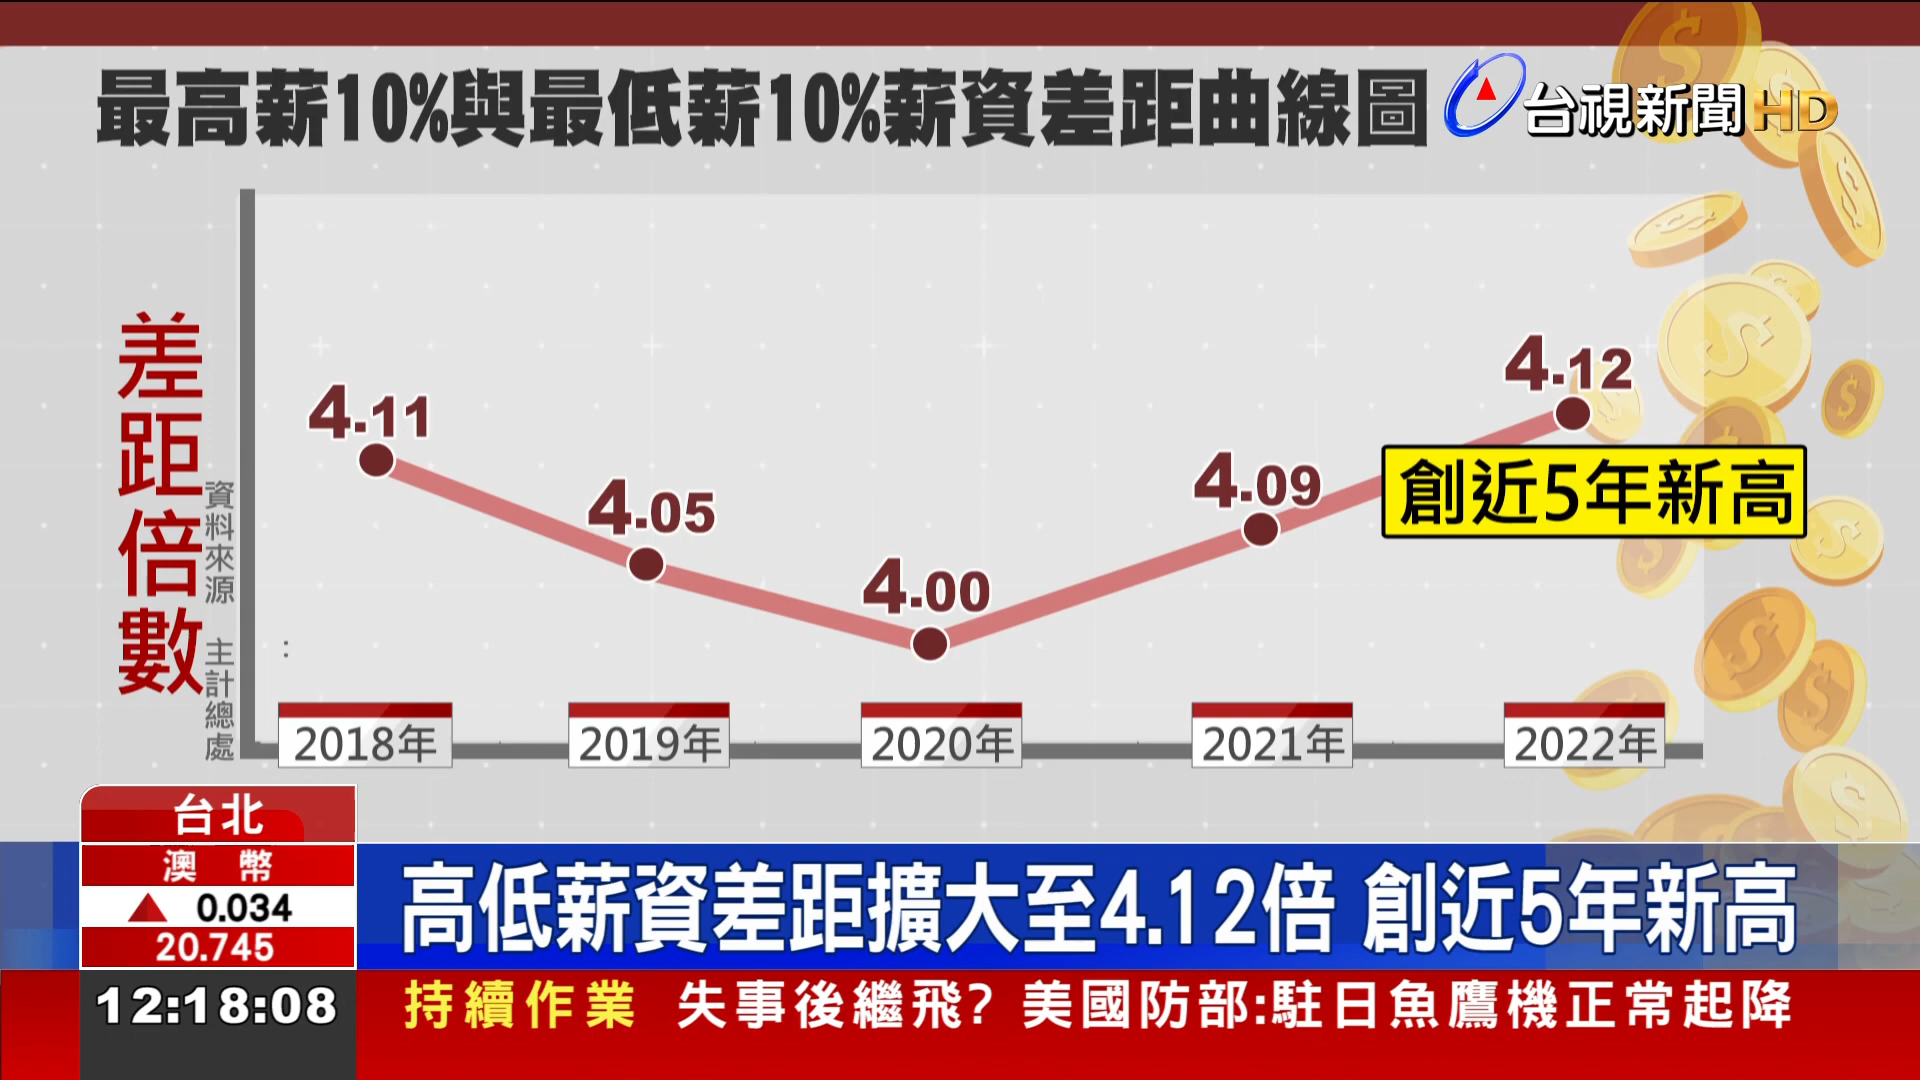 最高薪10%與最低薪10%薪資差距曲線圖
台視新聞HD
差距倍數
資料來源 主計總處
:
4.11
4.05
4.00
4.09
4.12
創近5年新高
2018年
2019年
2020年
2021年
2022年
台北
澳幣
▲ 0.034
20.745
12:18:08
高低薪資差距擴大至4.12倍 創近5年新高
持續作業 失事後繼飛? 美國防部:駐日魚鷹機正常起降